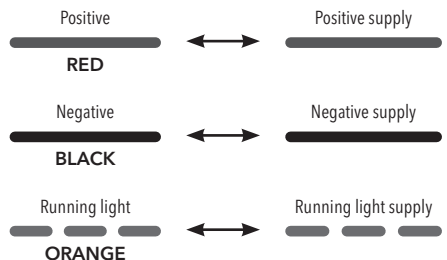 Positive
Positive supply
RED
Negative
Negative supply
BLACK
Running light
Running light supply
ORANGE